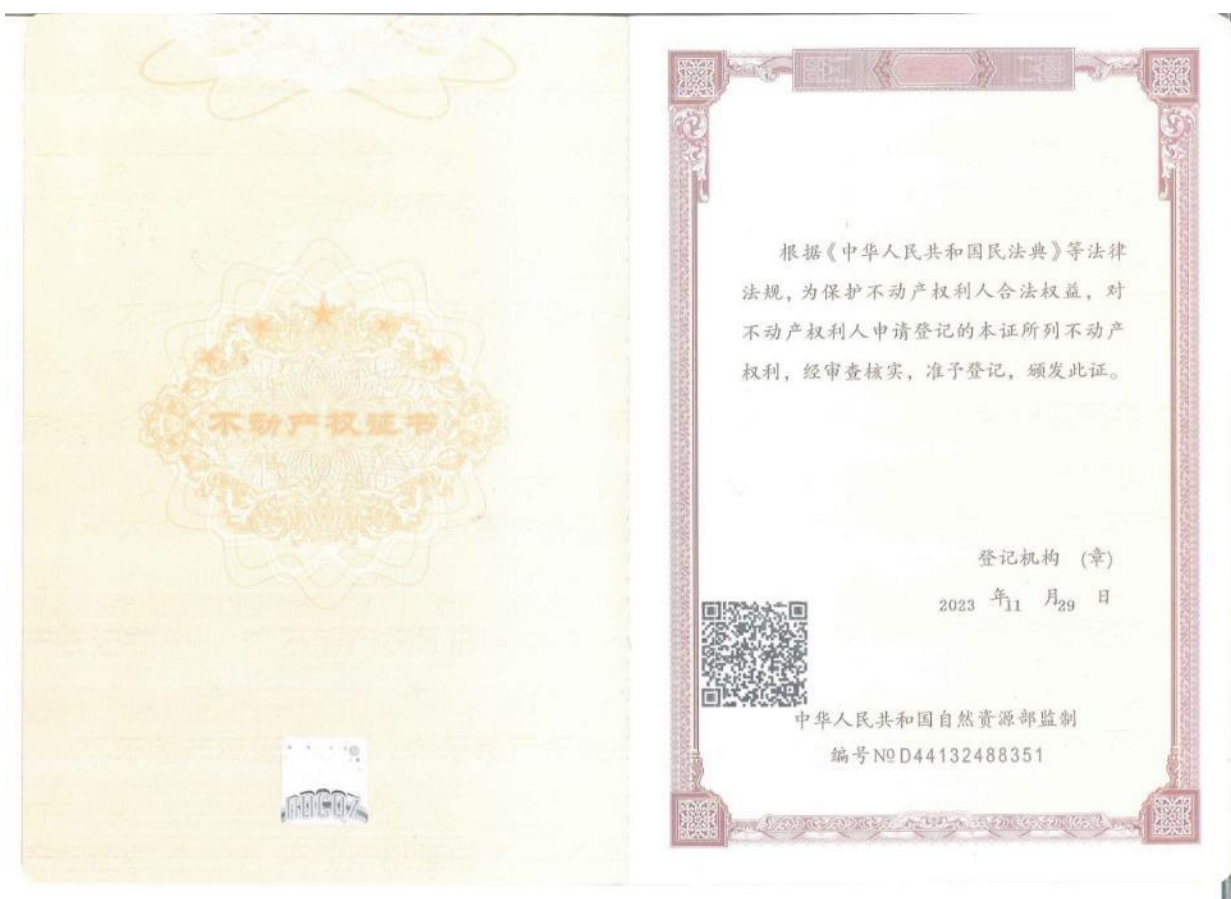 不动产权证书
根据《中华人民共和国民法典》等法律
法规，为保护不动产权利人合法权益，对
不动产权利人申请登记的本证所列不动产
权利，经审查核实，准予登记，颁发此证。
登记机构 (章)
2023 年11 月29 日
中华人民共和国自然资源部监制
编号№D44132488351